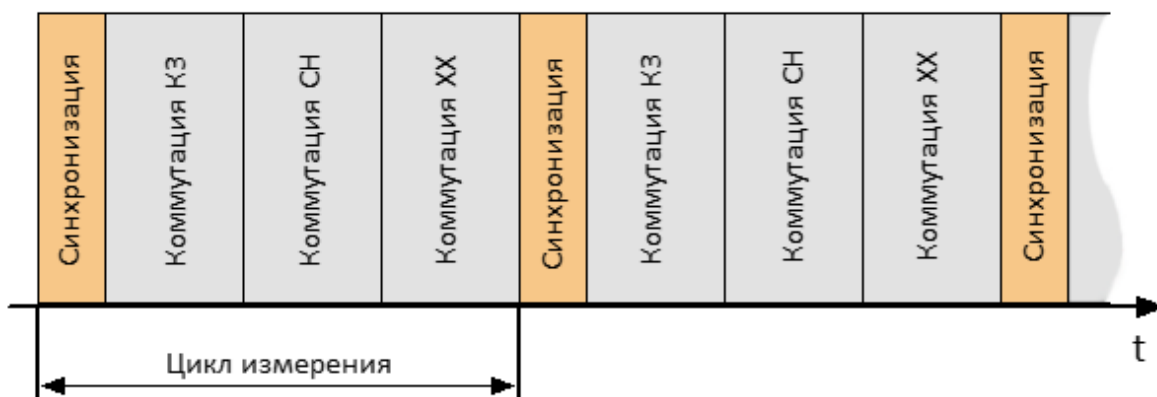 Синхронизация
Коммутация КЗ
Коммутация СН
Коммутация ХХ
Синхронизация
Коммутация КЗ
Коммутация СН
Коммутация ХХ
Синхронизация
t
Цикл измерения